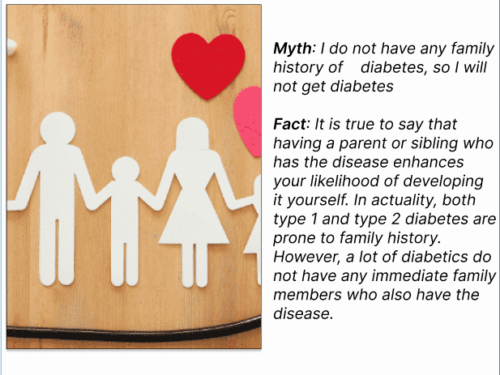 Myth: I do not have any family
history of diabetes, so I will
not get diabetes
Fact: It is true to say that
having a parent or sibling who
has the disease enhances
your likelihood of developing
it yourself. In actuality, both
type 1 and type 2 diabetes are
prone to family history.
However, a lot of diabetics do
not have any immediate family
members who also have the
disease.